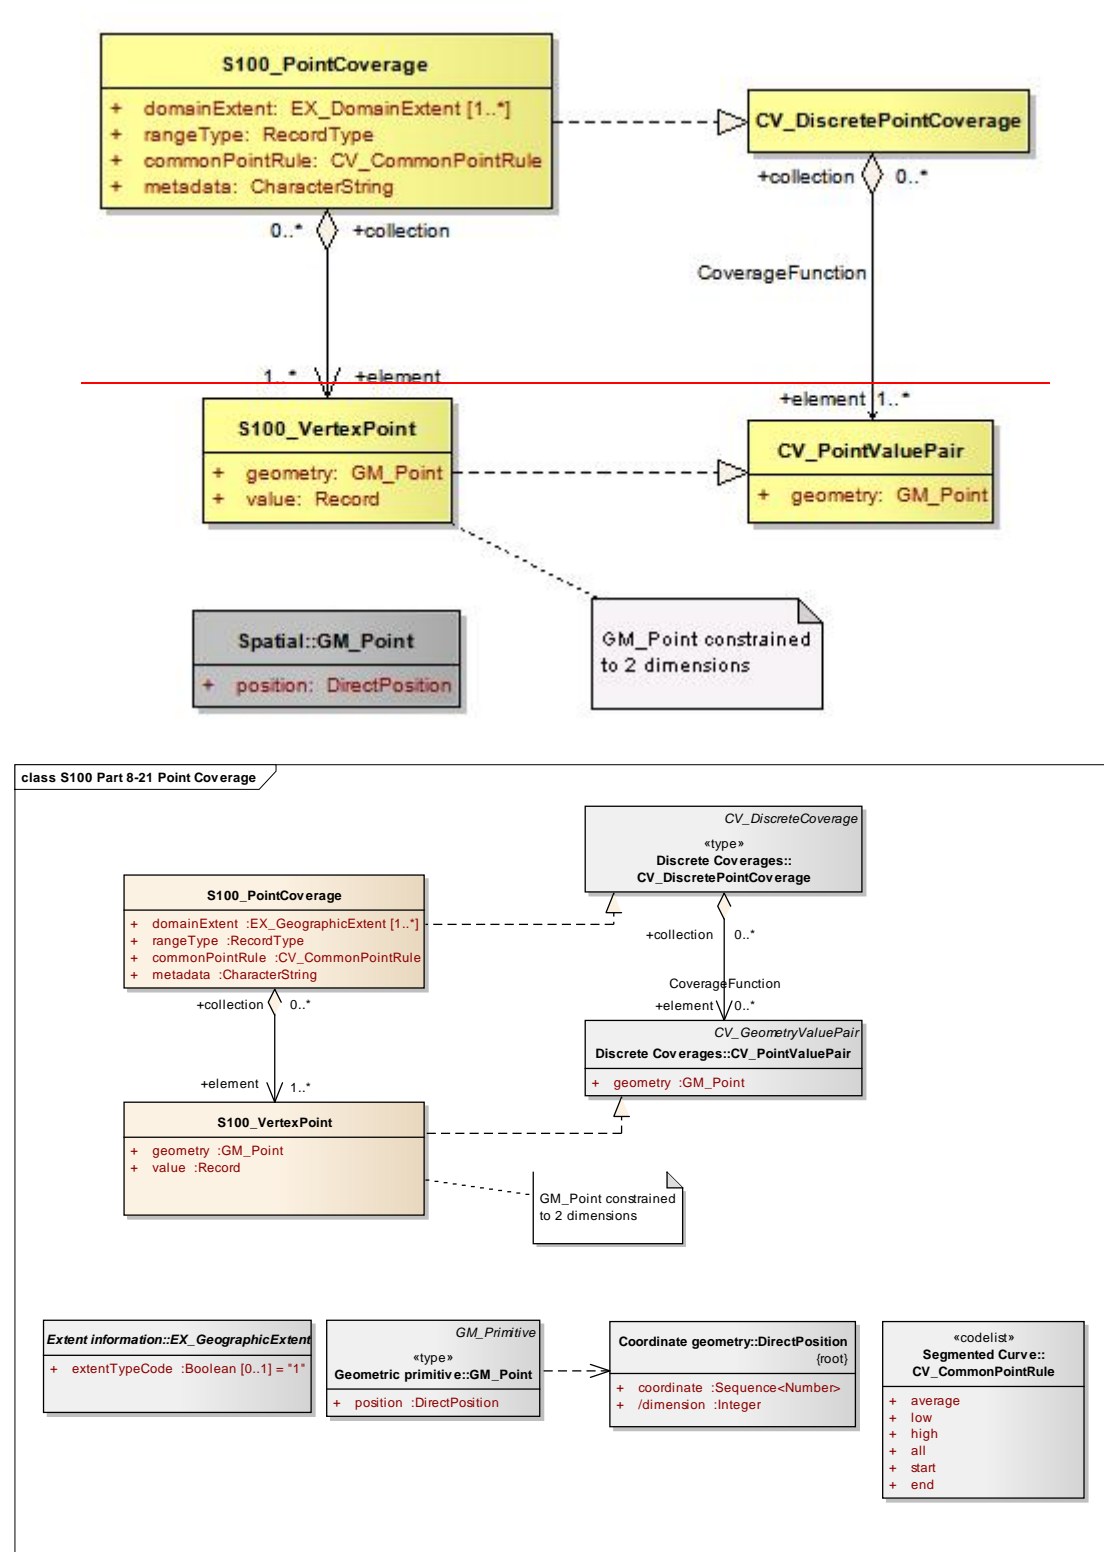 S100_PointCoverage
+ domainExtent: EX_DomainExtent [1..*]
+ rangeType: RecordType
+ commonPointRule: CV_CommonPointRule
+ metadata: CharacterString
CV_DiscretePointCoverage
+collection 0..*
0..* +collection
CoverageFunction
1..* +element
+element 1..*
S100_VertexPoint
+ geometry: GM_Point
+ value: Record
CV_PointValuePair
+ geometry: GM_Point
GM_Point constrained
to 2 dimensions
Spatial::GM_Point
+ position: DirectPosition
class S100 Part 8-21 Point Coverage
CV_DiscreteCoverage
«type»
Discrete Coverages::
CV_DiscretePointCoverage
S100_PointCoverage
+ domainExtent :EX_GeographicExtent [1..*]
+ rangeType :RecordType
+ commonPointRule :CV_CommonPointRule
+ metadata :CharacterString
+collection 0..*
+collection 0..*
CoverageFunction
+element 0..*
CV_GeometryValuePair
Discrete Coverages::CV_PointValuePair
+ geometry :GM_Point
+element 1..*
S100_VertexPoint
+ geometry :GM_Point
+ value :Record
GM_Point constrained
to 2 dimensions
Extent information::EX_GeographicExtent
+ extentTypeCode :Boolean [0..1] = "1"
GM_Primitive
«type»
Geometric primitive::GM_Point
+ position :DirectPosition
Coordinate geometry::DirectPosition
{root}
+ coordinate :Sequence<Number>
+ /dimension :Integer
«codelist»
Segmented Curve::
CV_CommonPointRule
+ average
+ low
+ high
+ all
+ start
+ end